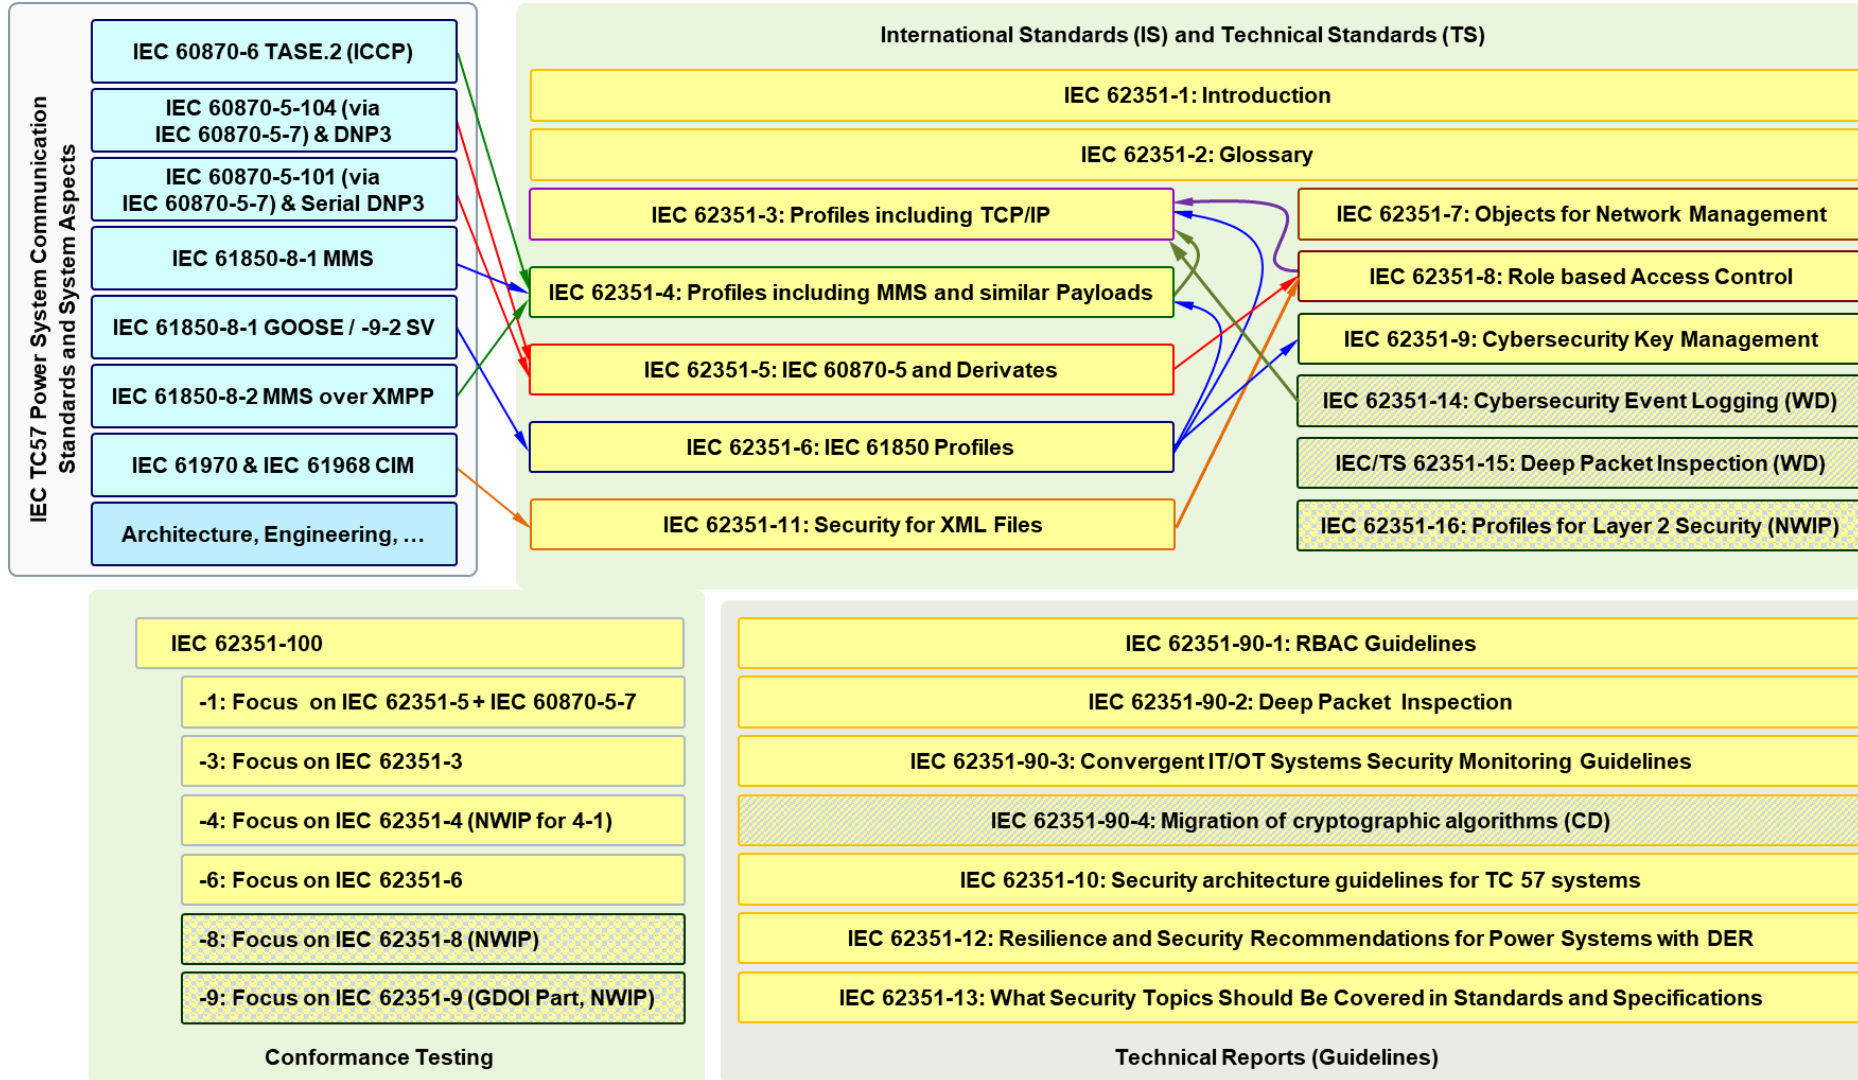 IEC TC57 Power System Communication
Standards and System Aspects
IEC 60870-6 TASE.2 (ICCP)
IEC 60870-5-104 (via
IEC 60870-5-7) & DNP3
IEC 60870-5-101 (via
IEC 60870-5-7) & Serial DNP3
IEC 61850-8-1 MMS
IEC 61850-8-1 GOOSE / -9-2 SV
IEC 61850-8-2 MMS over XMPP
IEC 61970 & IEC 61968 CIM
Architecture, Engineering, …
International Standards (IS) and Technical Standards (TS)
IEC 62351-1: Introduction
IEC 62351-2: Glossary
IEC 62351-3: Profiles including TCP/IP
IEC 62351-4: Profiles including MMS and similar Payloads
IEC 62351-5: IEC 60870-5 and Derivates
IEC 62351-6: IEC 61850 Profiles
IEC 62351-11: Security for XML Files
IEC 62351-7: Objects for Network Management
IEC 62351-8: Role based Access Control
IEC 62351-9: Cybersecurity Key Management
IEC 62351-14: Cybersecurity Event Logging (WD)
IEC/TS 62351-15: Deep Packet Inspection (WD)
IEC 62351-16: Profiles for Layer 2 Security (NWIP)
IEC 62351-100
-1: Focus on IEC 62351-5 + IEC 60870-5-7
-3: Focus on IEC 62351-3
-4: Focus on IEC 62351-4 (NWIP for 4-1)
-6: Focus on IEC 62351-6
-8: Focus on IEC 62351-8 (NWIP)
-9: Focus on IEC 62351-9 (GDOI Part, NWIP)
Conformance Testing
IEC 62351-90-1: RBAC Guidelines
IEC 62351-90-2: Deep Packet Inspection
IEC 62351-90-3: Convergent IT/OT Systems Security Monitoring Guidelines
IEC 62351-90-4: Migration of cryptographic algorithms (CD)
IEC 62351-10: Security architecture guidelines for TC 57 systems
IEC 62351-12: Resilience and Security Recommendations for Power Systems with DER
IEC 62351-13: What Security Topics Should Be Covered in Standards and Specifications
Technical Reports (Guidelines)